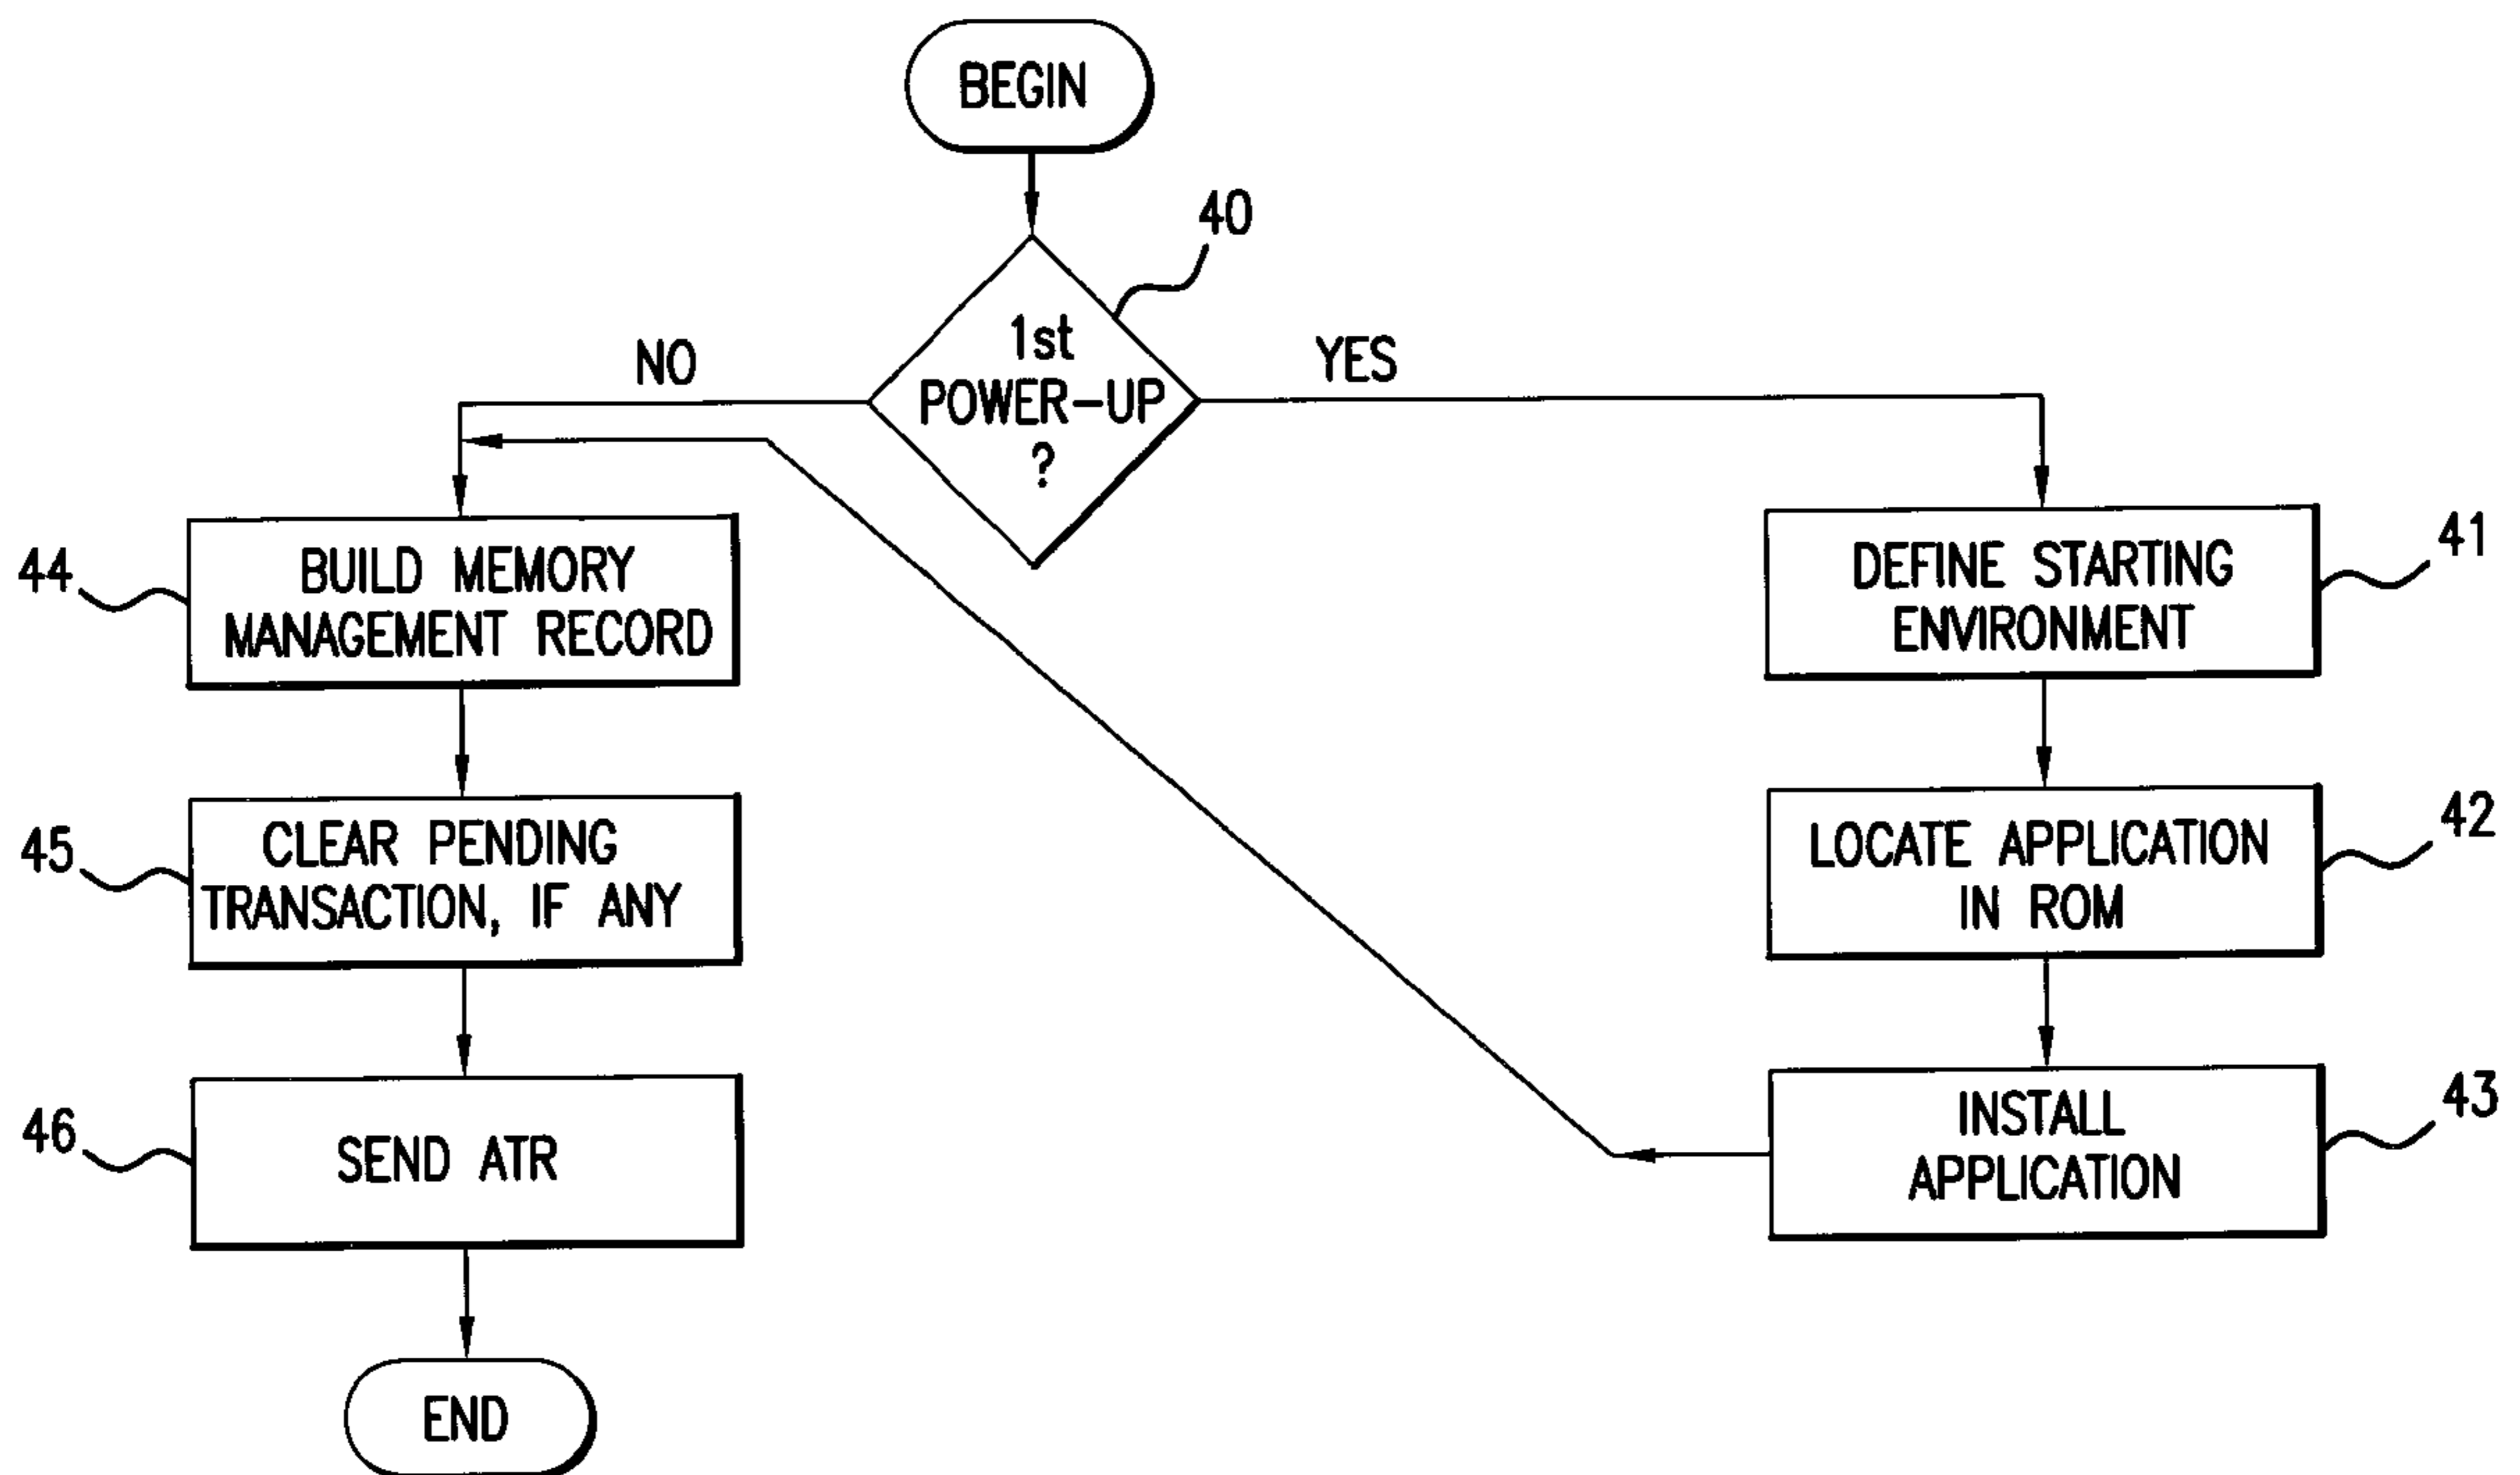 BEGIN
40
1st
POWER-UP
?
NO
YES
44
BUILD MEMORY
MANAGEMENT RECORD
45
CLEAR PENDING
TRANSACTION, IF ANY
46
SEND ATR
END
41
DEFINE STARTING
ENVIRONMENT
42
LOCATE APPLICATION
IN ROM
43
INSTALL
APPLICATION